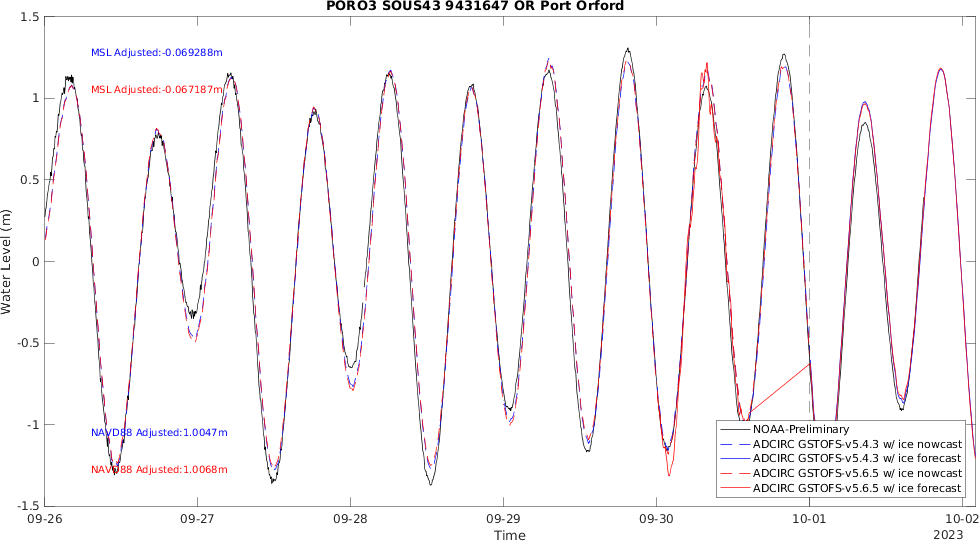 PORO3 SOUS43 9431647 OR Port Orford
1.5
1
0.5
0
-0.5
-1
-1.5
Water Level (m)
MSL Adjusted:-0.069288m
MSL Adjusted:-0.067187m
NAVD88 Adjusted:1.0047m
NAVD88 Adjusted:1.0068m
NOAA-Preliminary
ADCIRC GSTOFS-v5.4.3 w/ ice nowcast
ADCIRC GSTOFS-v5.4.3 w/ ice forecast
ADCIRC GSTOFS-v5.6.5 w/ ice nowcast
ADCIRC GSTOFS-v5.6.5 w/ ice forecast
09-26 09-27 09-28 09-29 09-30 10-01 10-02
Time
2023